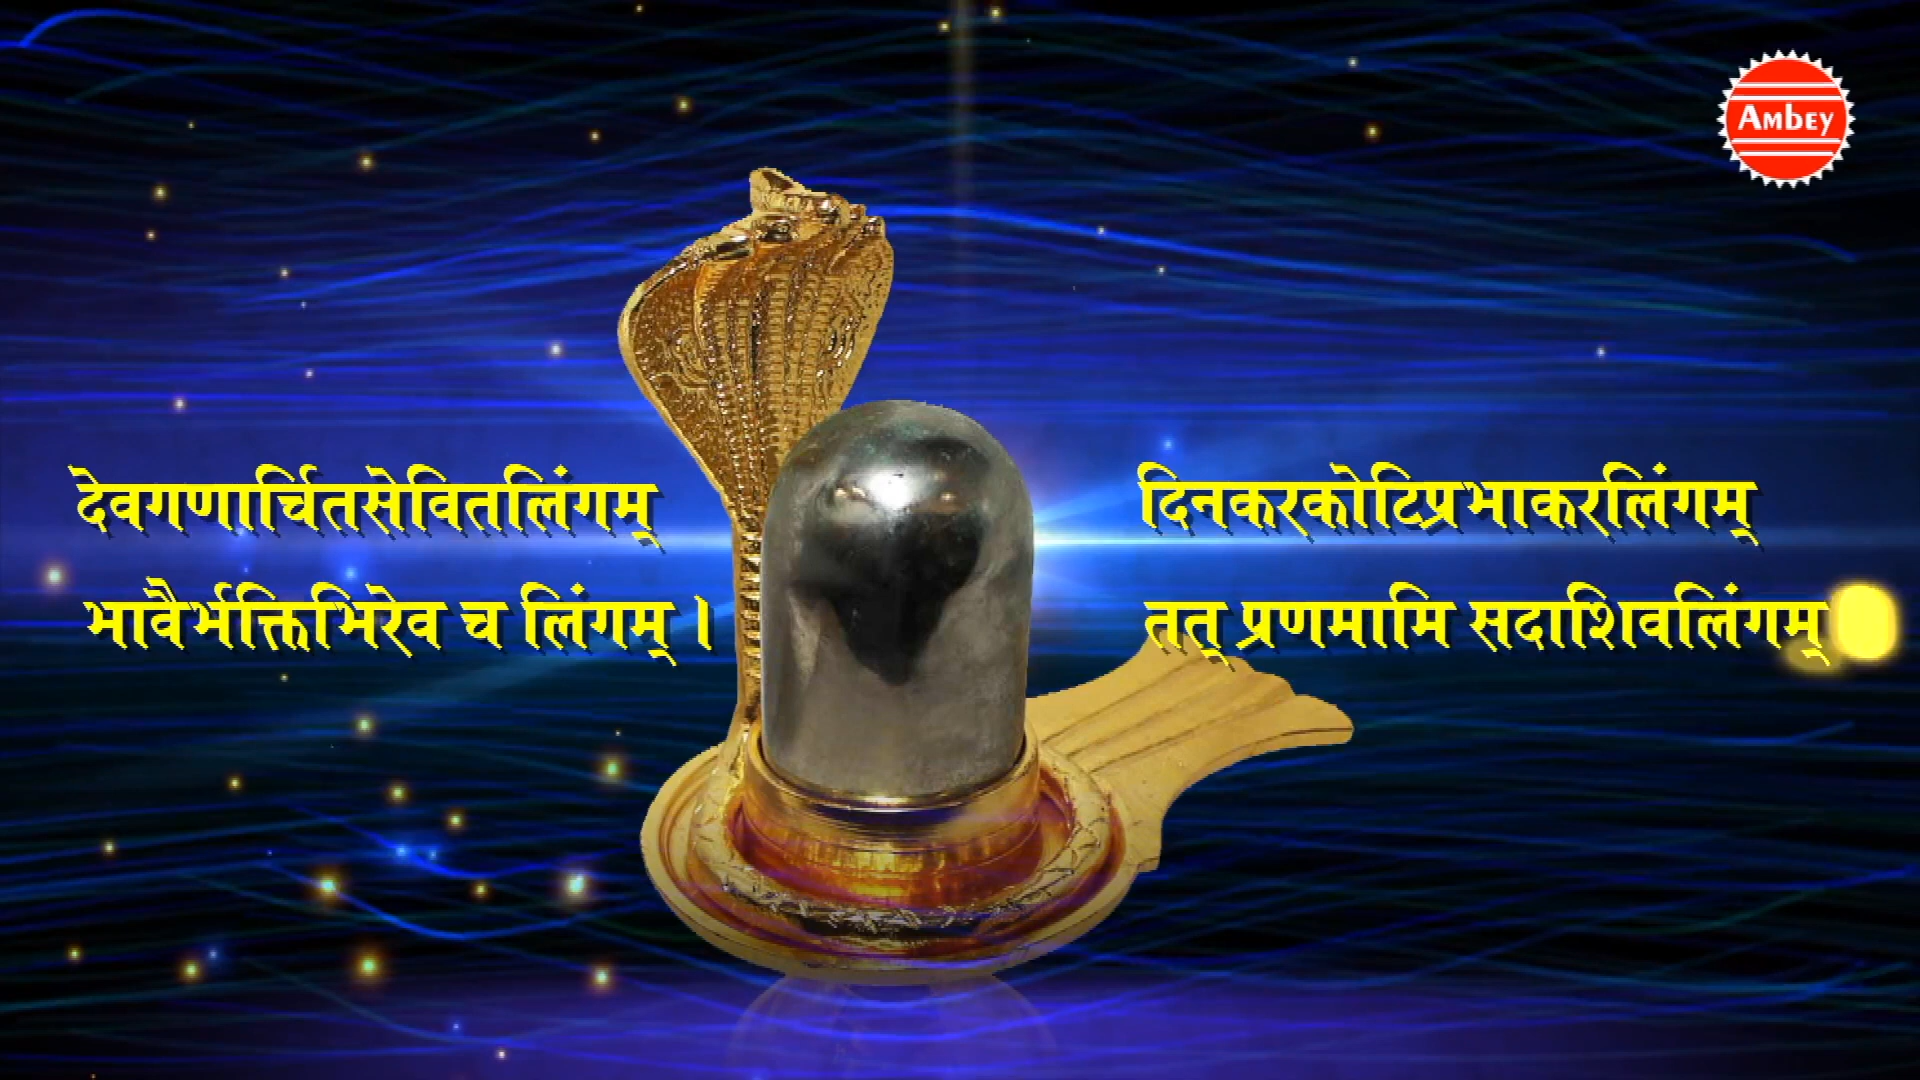 देवगणार्चितसेवितलिंगम्
भावैर्भक्तिभिरेव च लिंगम् ।
दिनकरकोटिप्रभाकरलिंगम्
तत् प्रणमामि सदाशिवलिंगम्
AMBEY